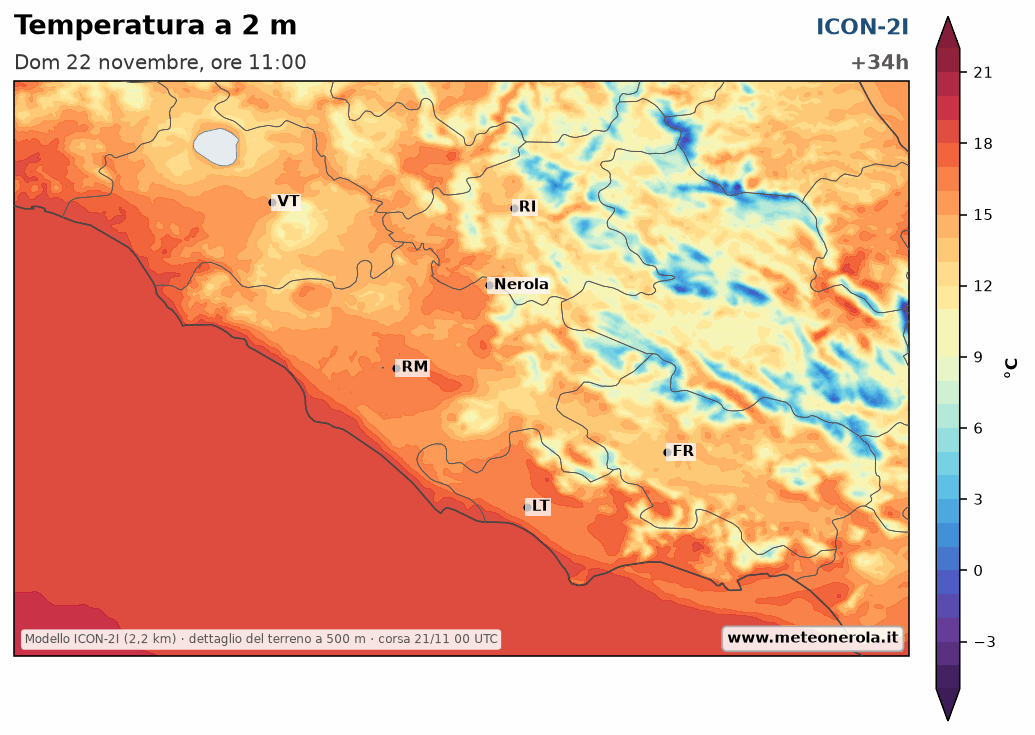 Temperatura a 2 m
ICON-2I
Dom 22 novembre, ore 11:00
+34h
21
18
15
12
9
6
3
0
−3
°C
VT
RI
Nerola
RM
FR
LT
Modello ICON-2I (2,2 km) · dettaglio del terreno a 500 m · corsa 21/11 00 UTC
www.meteonerola.it